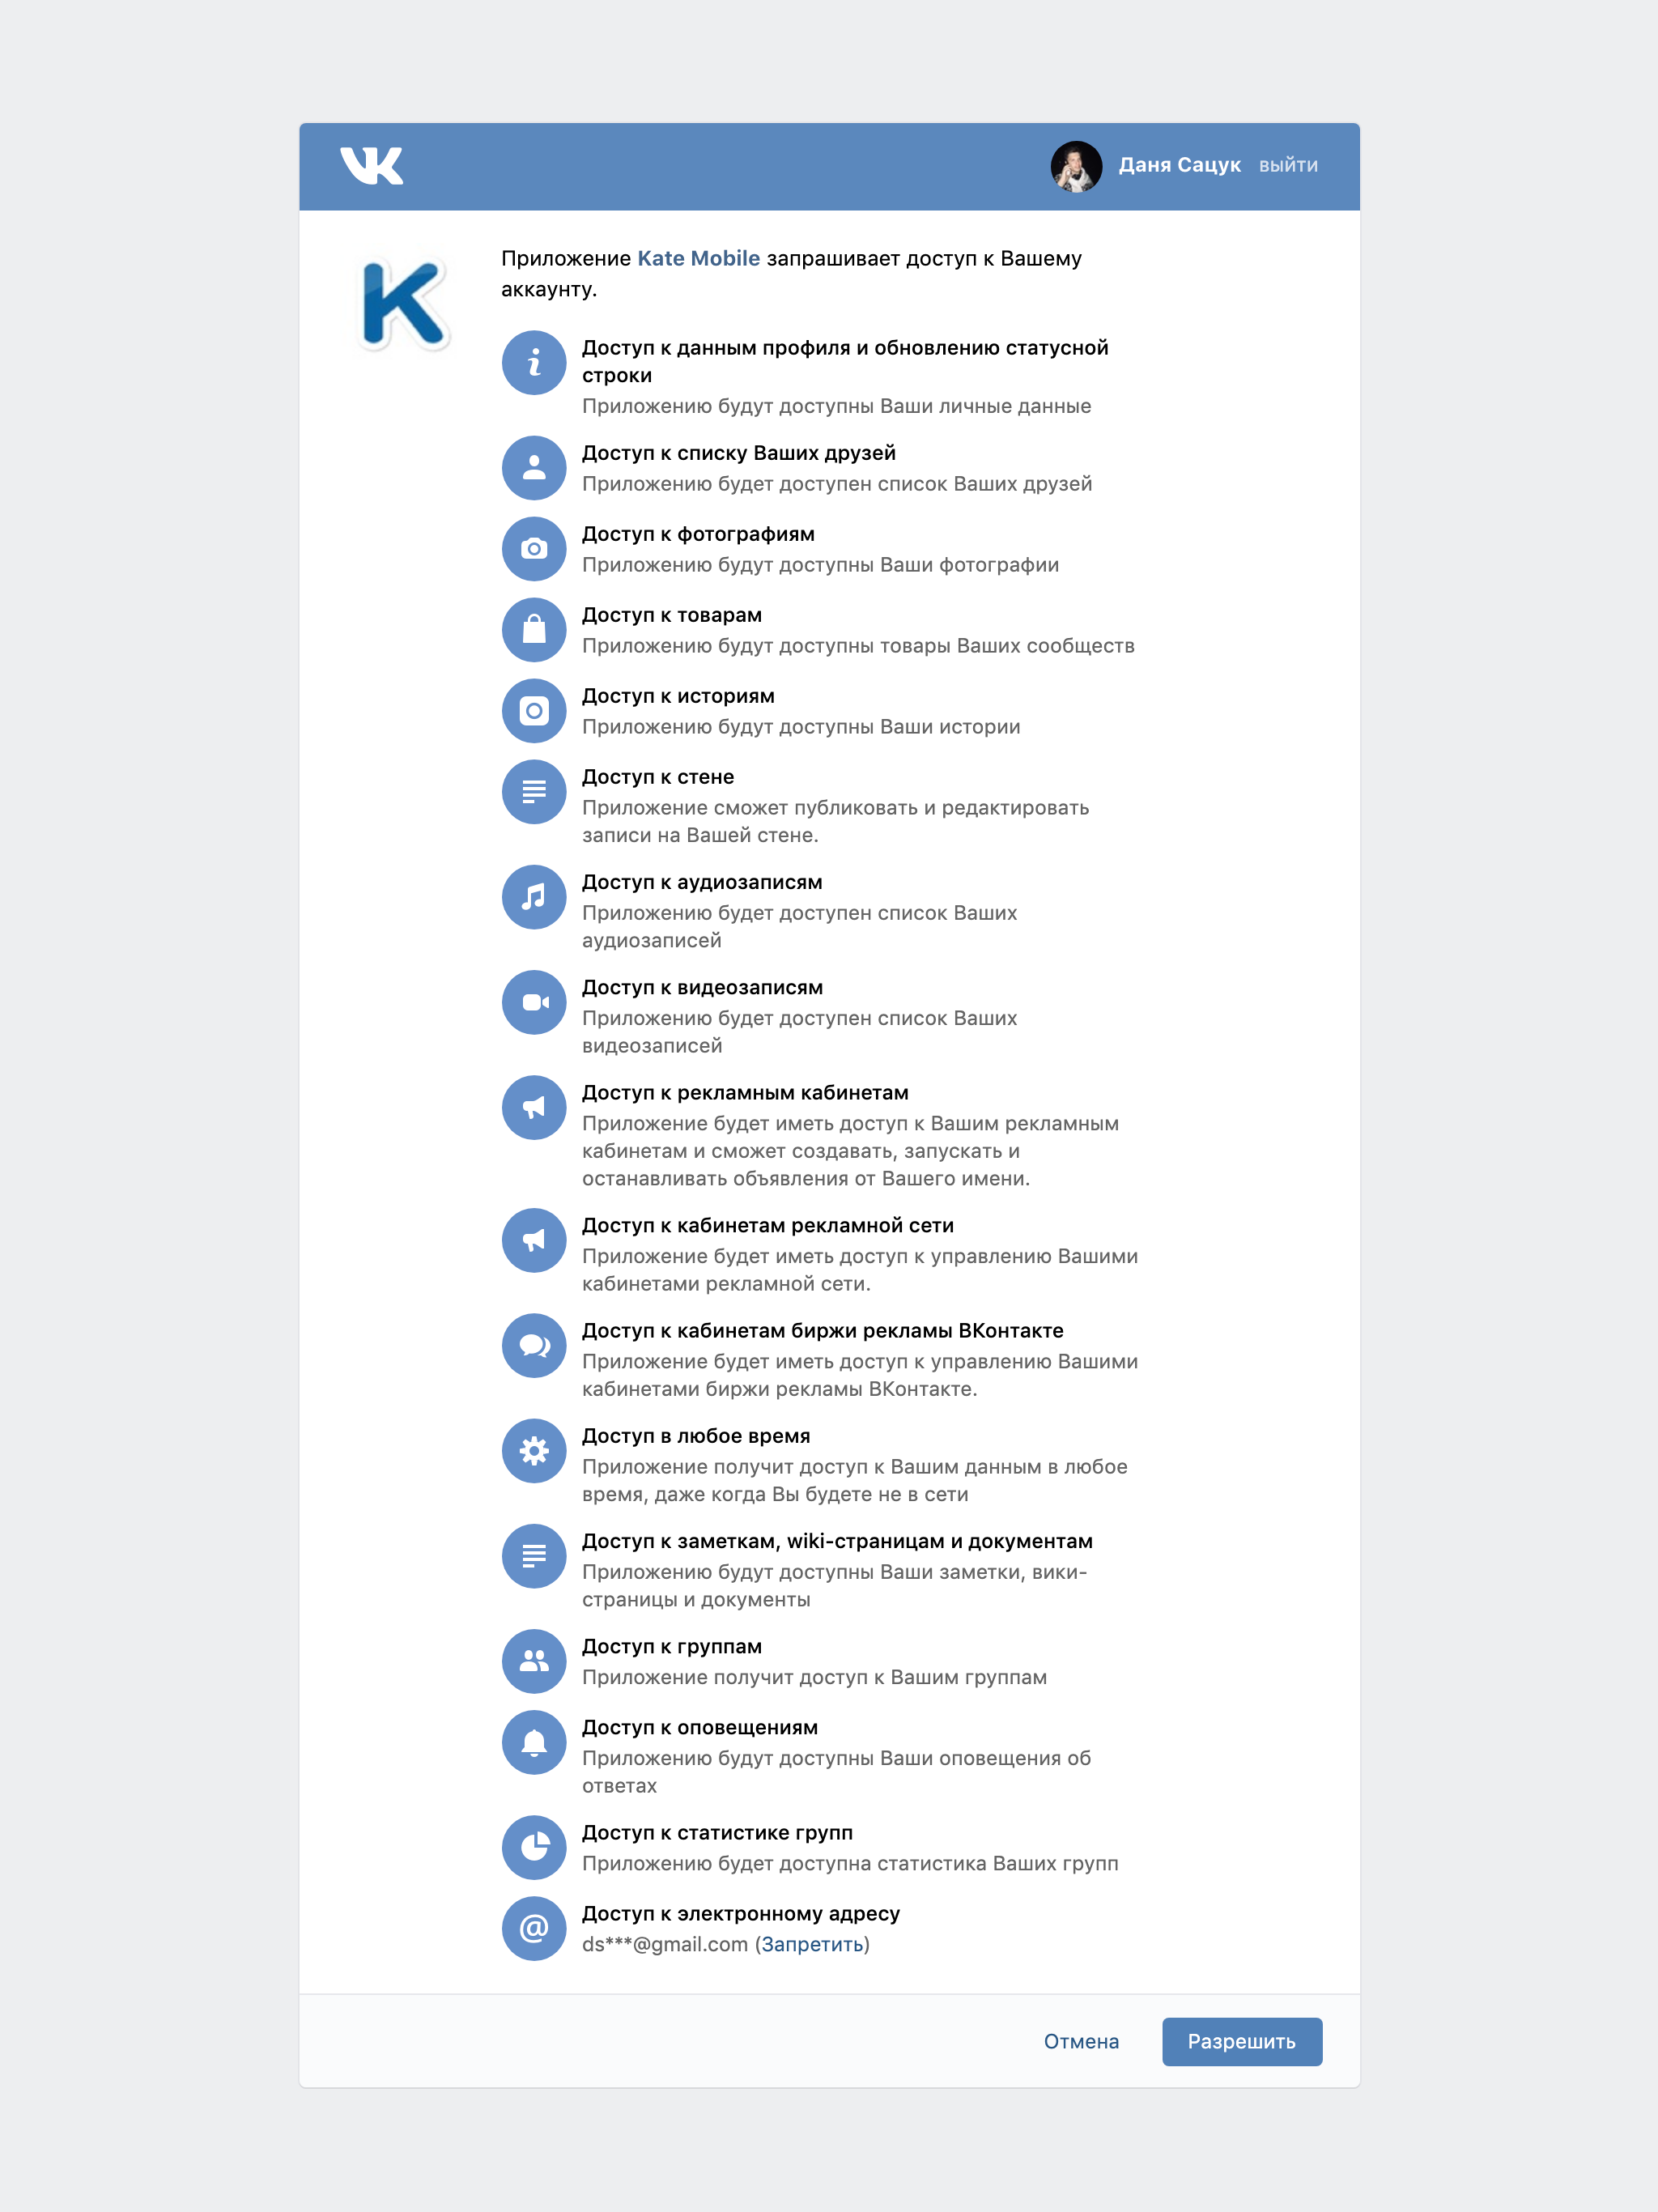 VK
Даня Сацук выйти
K
Приложение Kate Mobile запрашивает доступ к Вашему
аккаунту.
Доступ к данным профиля и обновлению статусной
строки
Приложению будут доступны Ваши личные данные
Доступ к списку Ваших друзей
Приложению будет доступен список Ваших друзей
Доступ к фотографиям
Приложению будут доступны Ваши фотографии
Доступ к товарам
Приложению будут доступны товары Ваших сообществ
Доступ к историям
Приложению будут доступны Ваши истории
Доступ к стене
Приложение сможет публиковать и редактировать
записи на Вашей стене.
Доступ к аудиозаписям
Приложению будет доступен список Ваших
аудиозаписей
Доступ к видеозаписям
Приложению будет доступен список Ваших
видеозаписей
Доступ к рекламным кабинетам
Приложение будет иметь доступ к Вашим рекламным
кабинетам и сможет создавать, запускать и
останавливать объявления от Вашего имени.
Доступ к кабинетам рекламной сети
Приложение будет иметь доступ к управлению Вашими
кабинетами рекламной сети.
Доступ к кабинетам биржи рекламы ВКонтакте
Приложение будет иметь доступ к управлению Вашими
кабинетами биржи рекламы ВКонтакте.
Доступ в любое время
Приложение получит доступ к Вашим данным в любое
время, даже когда Вы будете не в сети
Доступ к заметкам, wiki-страницам и документам
Приложению будут доступны Ваши заметки, вики-
страницы и документы
Доступ к группам
Приложение получит доступ к Вашим группам
Доступ к оповещениям
Приложению будут доступны Ваши оповещения об
ответах
Доступ к статистике групп
Приложению будет доступна статистика Ваших групп
Доступ к электронному адресу
ds***@gmail.com (Запретить)
Отмена Разрешить